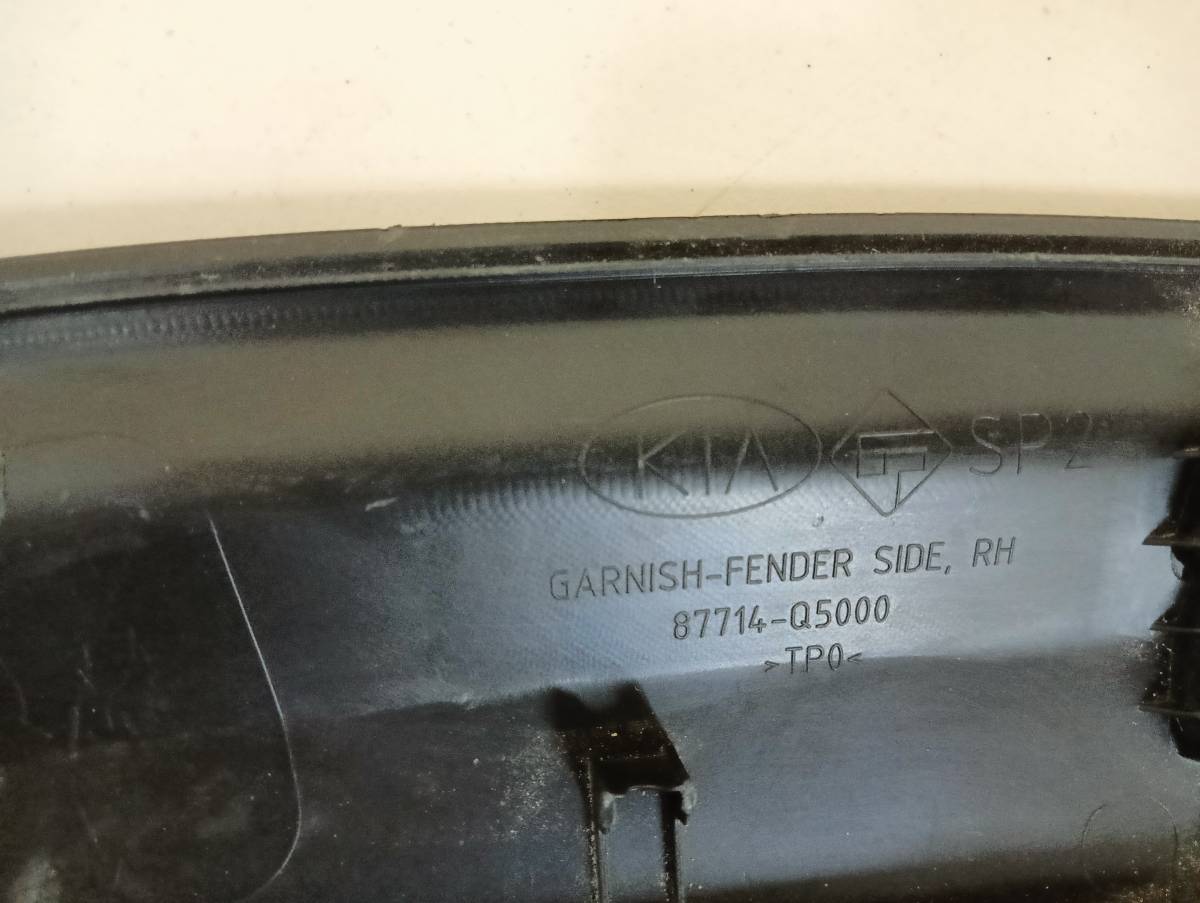 KIA SP2
GARNISH-FENDER SIDE, RH
87714-Q5000
>TPO<